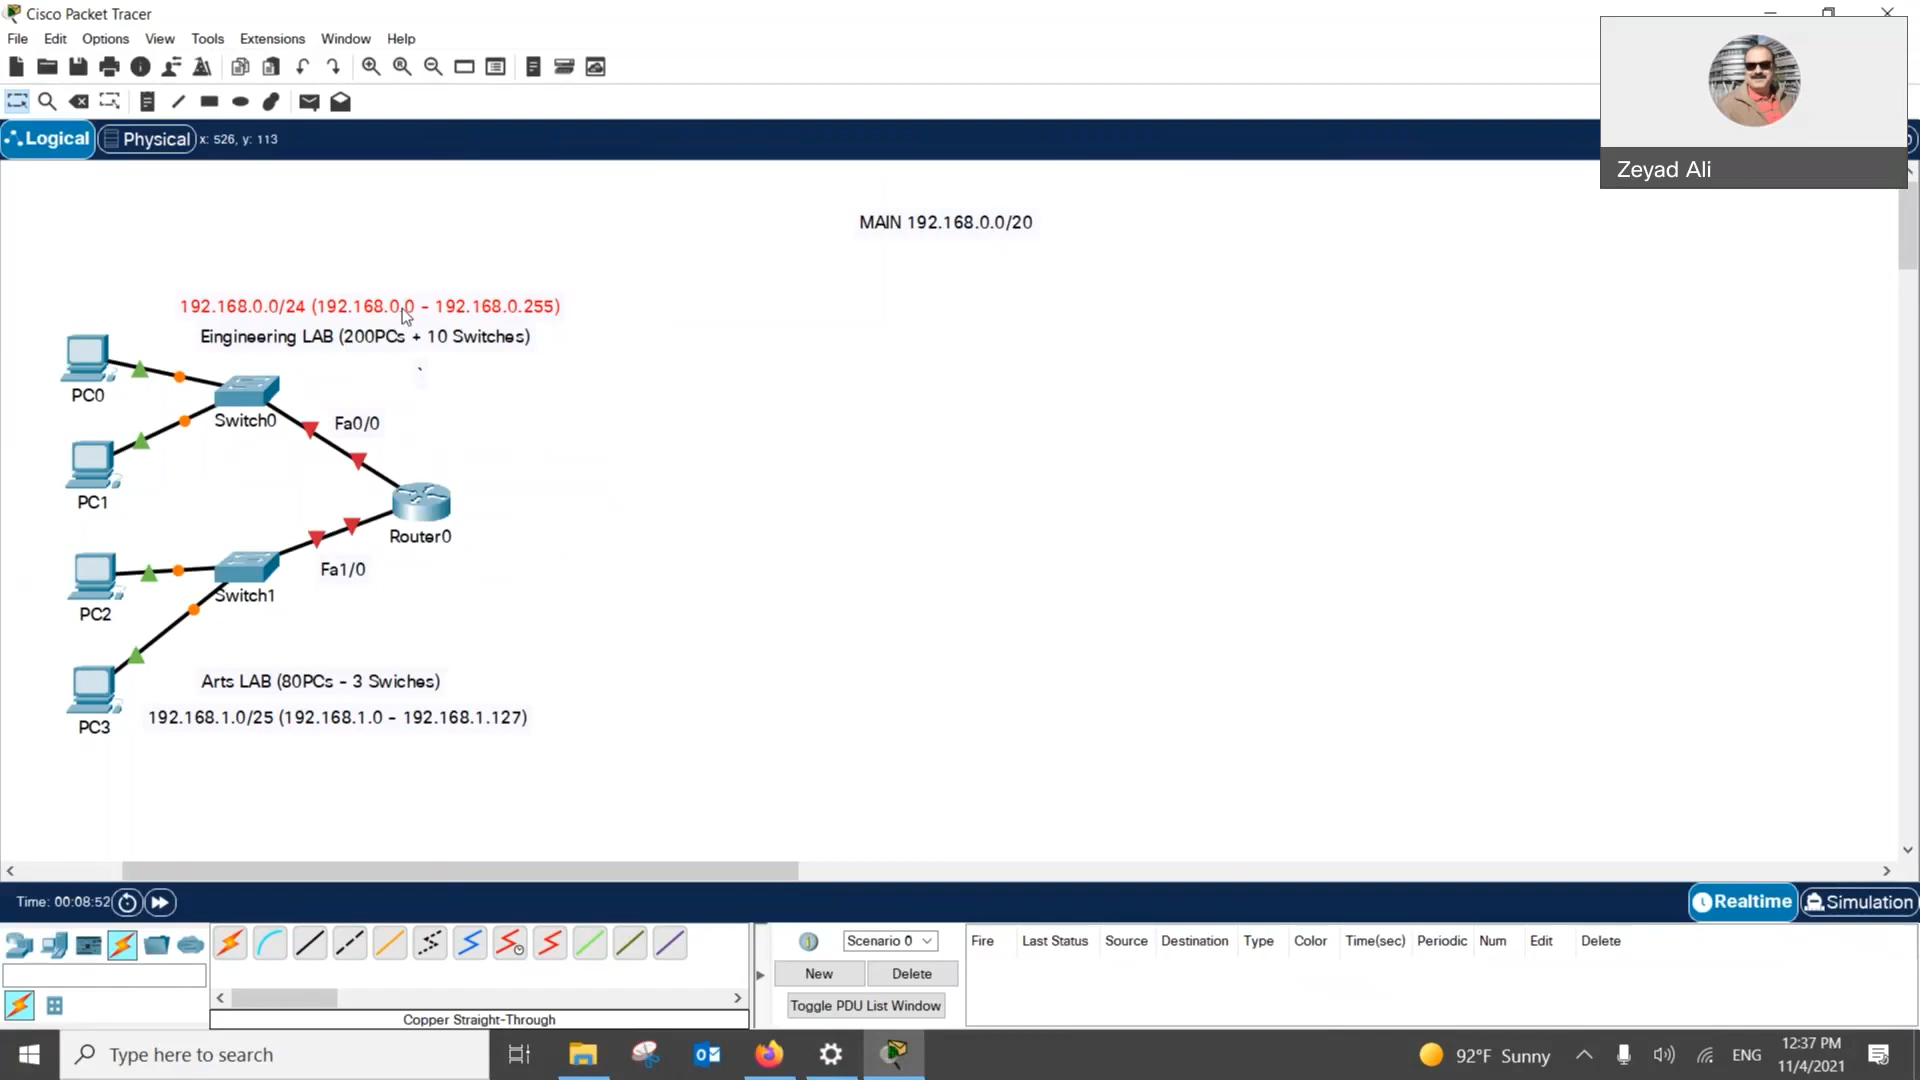 Cisco Packet Tracer
File Edit Options View Tools Extensions Window Help
Logical Physical x: 526, y: 113
Zeyad Ali
MAIN 192.168.0.0/20
192.168.0.0/24 (192.168.0.0 - 192.168.0.255)
Eingineering LAB (200PCs + 10 Switches)
`
PC0
Switch0
Fa0/0
PC1
Router0
Fa1/0
Switch1
PC2
Arts LAB (80PCs - 3 Swiches)
192.168.1.0/25 (192.168.1.0 - 192.168.1.127)
PC3
Time: 00:08:52
Realtime Simulation
Scenario 0
New Delete
Toggle PDU List Window
Fire Last Status Source Destination Type Color Time(sec) Periodic Num Edit Delete
Copper Straight-Through
Type here to search
92°F Sunny
ENG
12:37 PM
11/4/2021